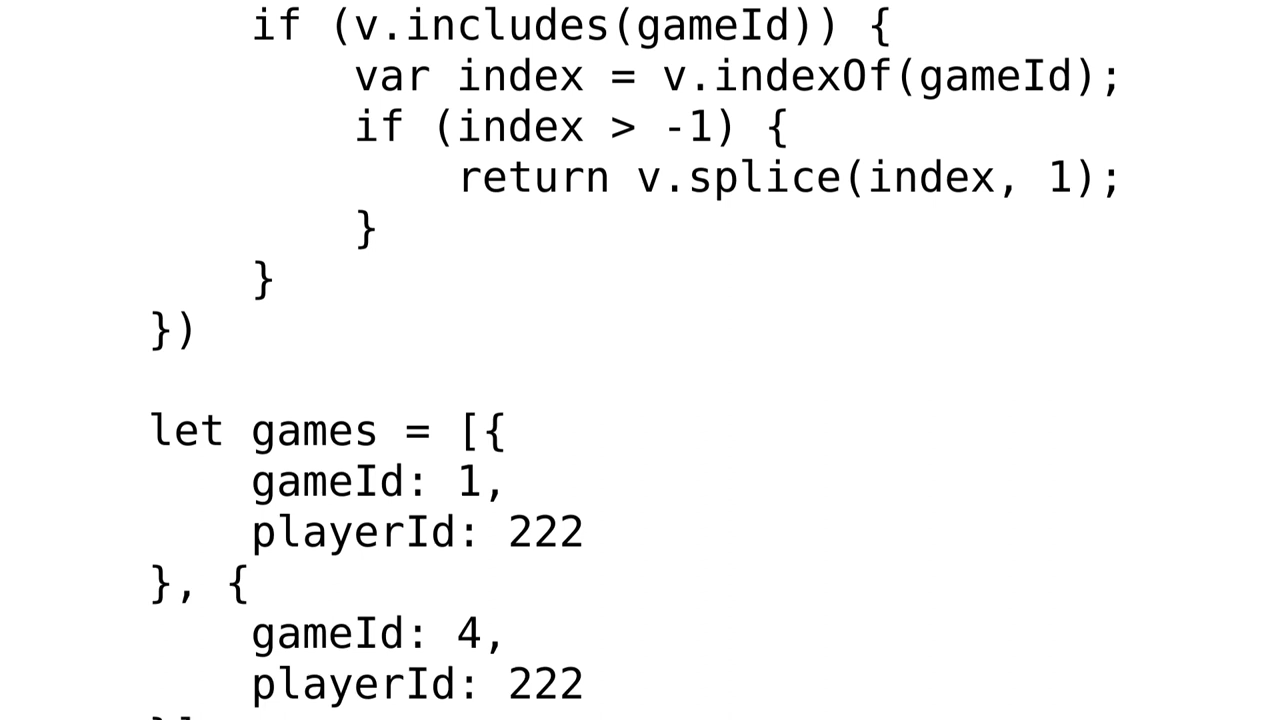 if (v.includes(gameId)) {
var index = v.indexOf(gameId);
if (index > -1) {
return v.splice(index, 1);
}
}
})
let games = [{
gameId: 1,
playerId: 222
}, {
gameId: 4,
playerId: 222